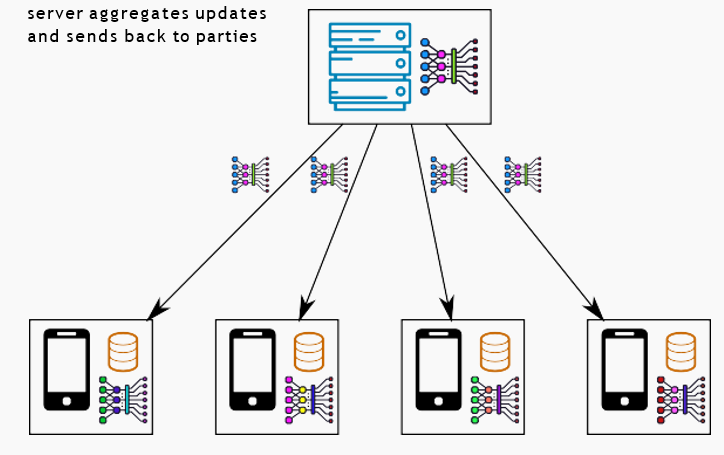 server aggregates updates
and sends back to parties